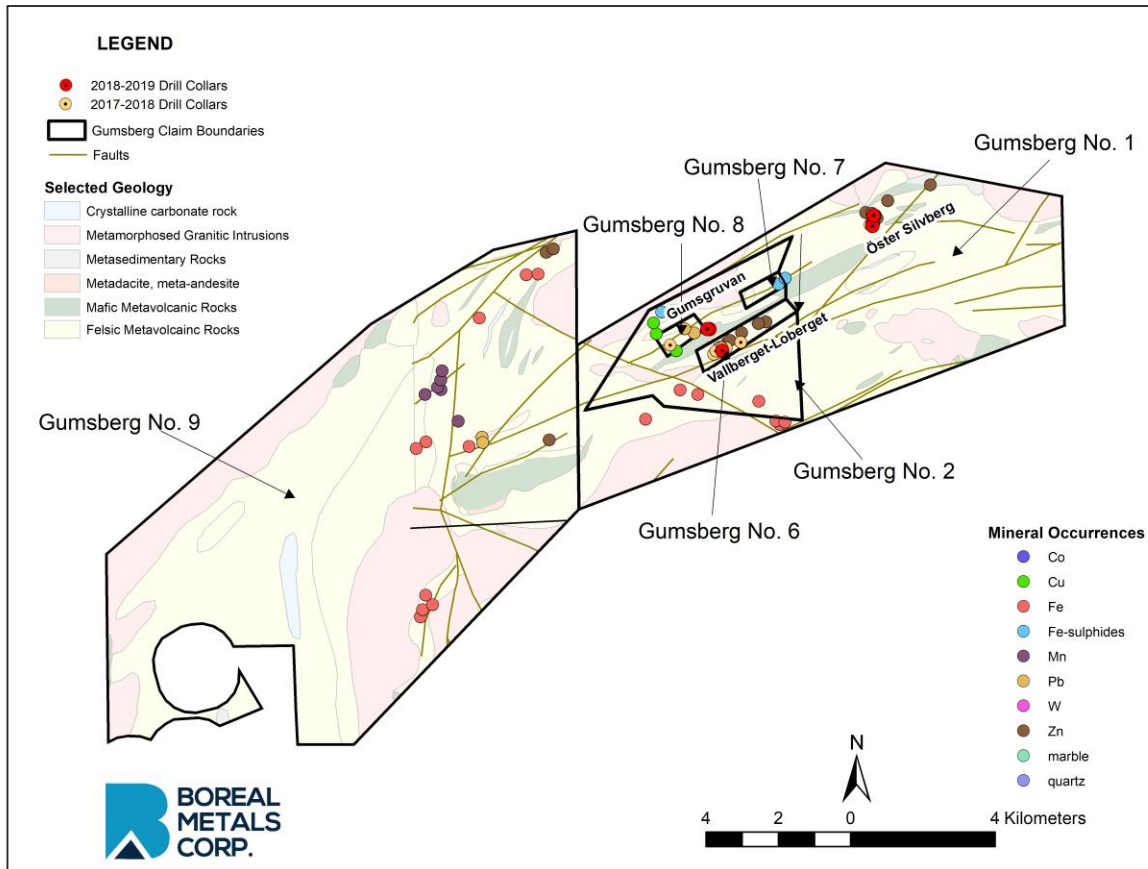 LEGEND
2018-2019 Drill Collars
2017-2018 Drill Collars
Gumsberg Claim Boundaries
Faults
Selected Geology
Crystalline carbonate rock
Metamorphosed Granitic Intrusions
Metasedimentary Rocks
Metadacite, meta-andesite
Mafic Metavolcanic Rocks
Felsic Metavolcainc Rocks
Gumsberg No. 1
Gumsberg No. 7
Gumsberg No. 8
Öster Silvberg
Gumsgruvan
Vallberget-Loberget
Gumsberg No. 9
Gumsberg No. 2
Gumsberg No. 6
Mineral Occurrences
Co
Cu
Fe
Fe-sulphides
Mn
Pb
W
Zn
marble
quartz
N
4 2 0 4 Kilometers
BOREAL
METALS
CORP.